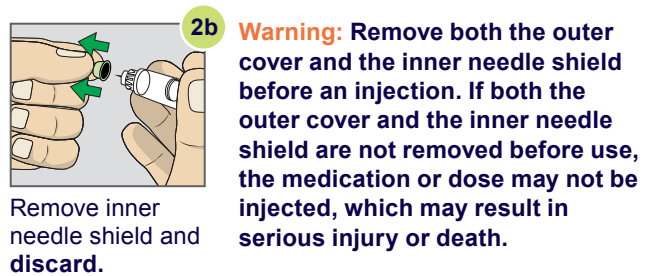 2b
Warning: Remove both the outer
cover and the inner needle shield
before an injection. If both the
outer cover and the inner needle
shield are not removed before use,
the medication or dose may not be
injected, which may result in
serious injury or death.
Remove inner
needle shield and
discard.